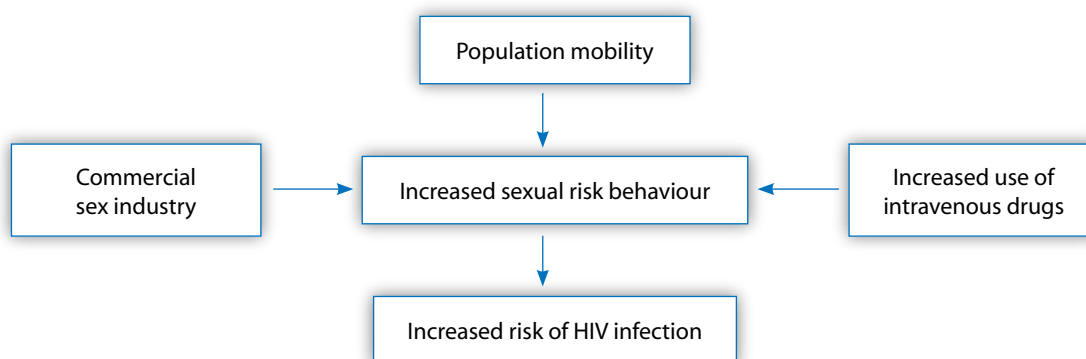 Population mobility
Commercial
sex industry
Increased sexual risk behaviour
Increased use of
intravenous drugs
Increased risk of HIV infection